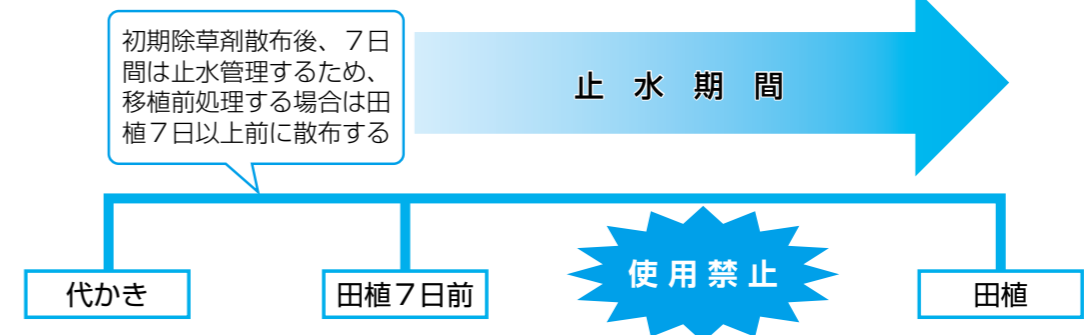 初期除草剤散布後、７日
間は止水管理するため、
移植前処理する場合は田
植７日以上前に散布する
止水期間
代かき
田植７日前
使用禁止
田植